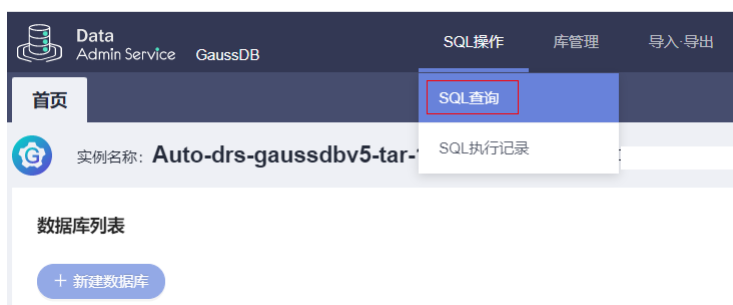 Data
Admin Service GaussDB SQL操作 库管理 导入·导出
首页 SQL查询
实例名称: Auto-drs-gaussdbv5-tar- SQL执行记录
数据库列表
+ 新建数据库